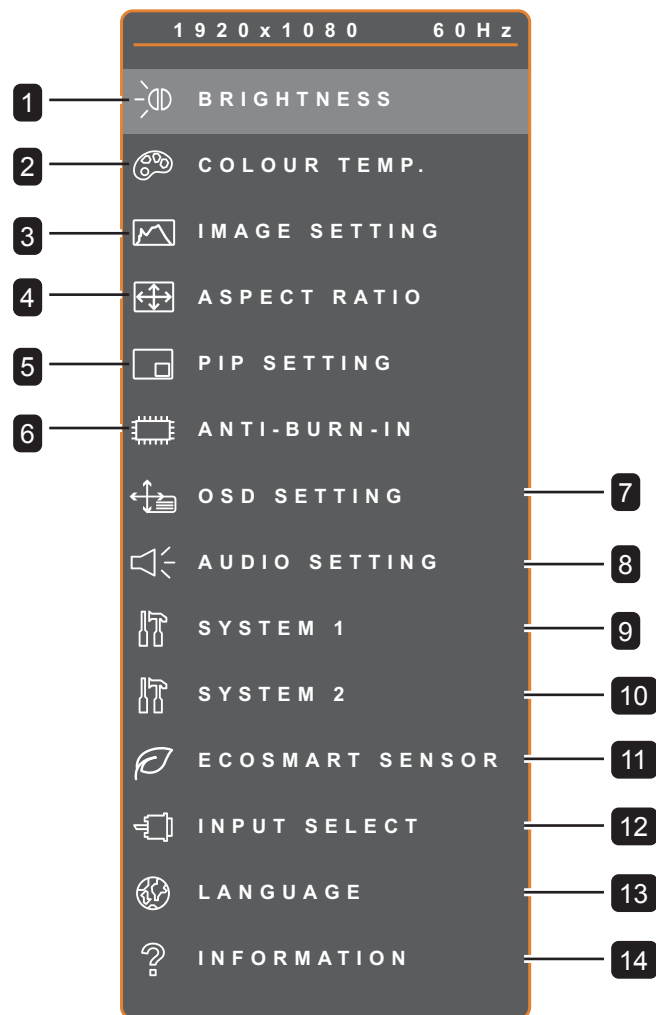 1920x1080 60Hz
1 BRIGHTNESS
2 COLOUR TEMP.
3 IMAGE SETTING
4 ASPECT RATIO
5 PIP SETTING
6 ANTI-BURN-IN
OSD SETTING 7
AUDIO SETTING 8
SYSTEM 1 9
SYSTEM 2 10
ECOSMART SENSOR 11
INPUT SELECT 12
LANGUAGE 13
INFORMATION 14